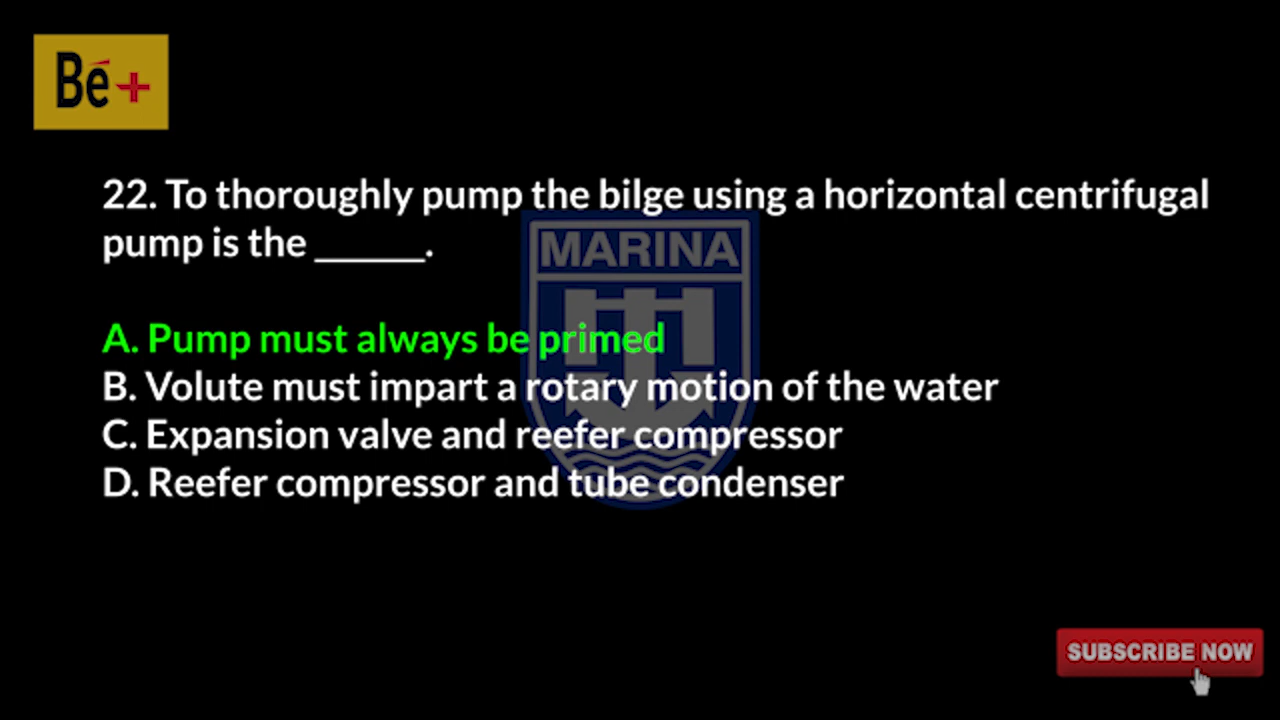 Bé+
22. To thoroughly pump the bilge using a horizontal centrifugal
pump is the ______.
MARINA
A. Pump must always be primed
B. Volute must impart a rotary motion of the water
C. Expansion valve and reefer compressor
D. Reefer compressor and tube condenser
SUBSCRIBE NOW